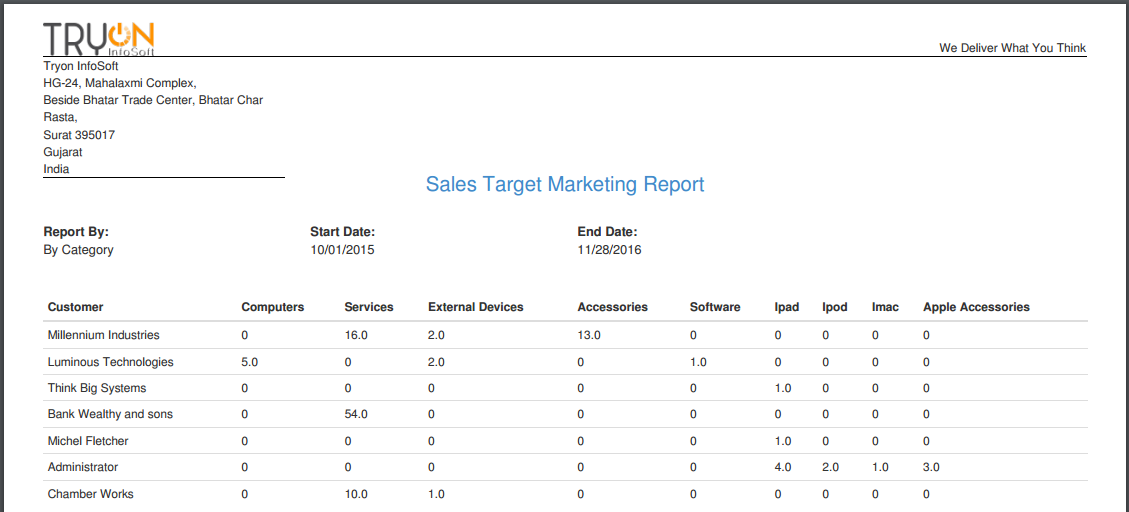 TRYON
InfoSoft
We Deliver What You Think
Tryon InfoSoft
HG-24, Mahalaxmi Complex,
Beside Bhatar Trade Center, Bhatar Char
Rasta,
Surat 395017
Gujarat
India
Sales Target Marketing Report
Report By: Start Date: End Date:
By Category 10/01/2015 11/28/2016
Customer Computers Services External Devices Accessories Software Ipad Ipod Imac Apple Accessories
Millennium Industries 0 16.0 2.0 13.0 0 0 0 0 0
Luminous Technologies 5.0 0 2.0 0 1.0 0 0 0 0
Think Big Systems 0 0 0 0 0 1.0 0 0 0
Bank Wealthy and sons 0 54.0 0 0 0 0 0 0 0
Michel Fletcher 0 0 0 0 0 1.0 0 0 0
Administrator 0 0 0 0 0 4.0 2.0 1.0 3.0
Chamber Works 0 10.0 1.0 0 0 0 0 0 0